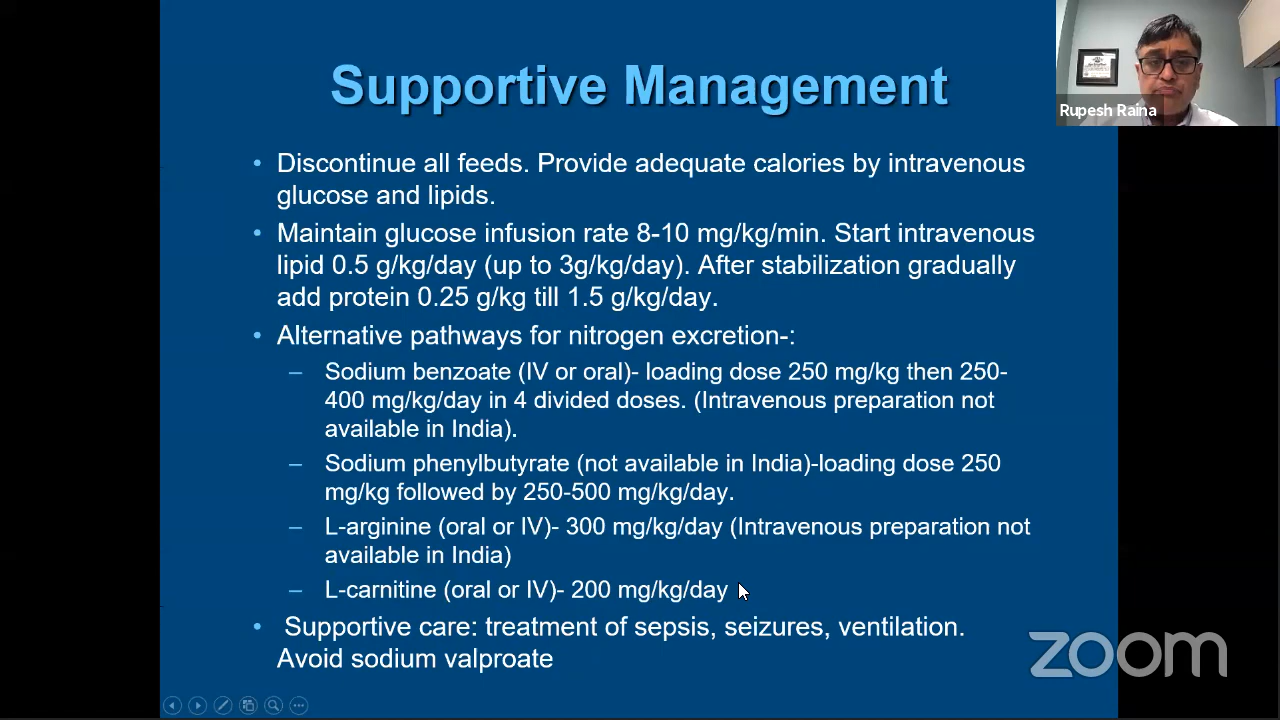 Supportive Management
Rupesh Raina
• Discontinue all feeds. Provide adequate calories by intravenous
glucose and lipids.
• Maintain glucose infusion rate 8-10 mg/kg/min. Start intravenous
lipid 0.5 g/kg/day (up to 3g/kg/day). After stabilization gradually
add protein 0.25 g/kg till 1.5 g/kg/day.
• Alternative pathways for nitrogen excretion-:
– Sodium benzoate (IV or oral)- loading dose 250 mg/kg then 250-
400 mg/kg/day in 4 divided doses. (Intravenous preparation not
available in India).
– Sodium phenylbutyrate (not available in India)-loading dose 250
mg/kg followed by 250-500 mg/kg/day.
– L-arginine (oral or IV)- 300 mg/kg/day (Intravenous preparation not
available in India)
– L-carnitine (oral or IV)- 200 mg/kg/day
• Supportive care: treatment of sepsis, seizures, ventilation.
Avoid sodium valproate
zoom